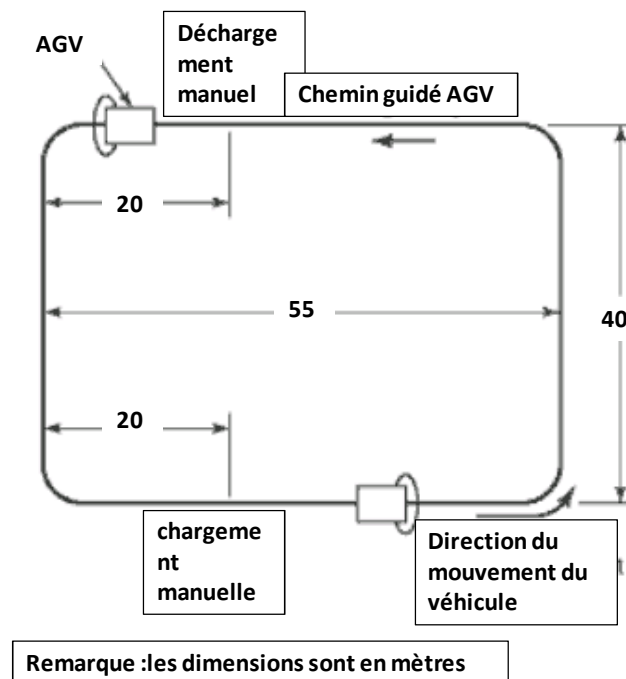 AGV
Décharge
ment
manuel
Chemin guidé AGV
20
55
40
20
chargeme
nt
manuelle
Direction du
mouvement du
véhicule
Remarque :les dimensions sont en mètres